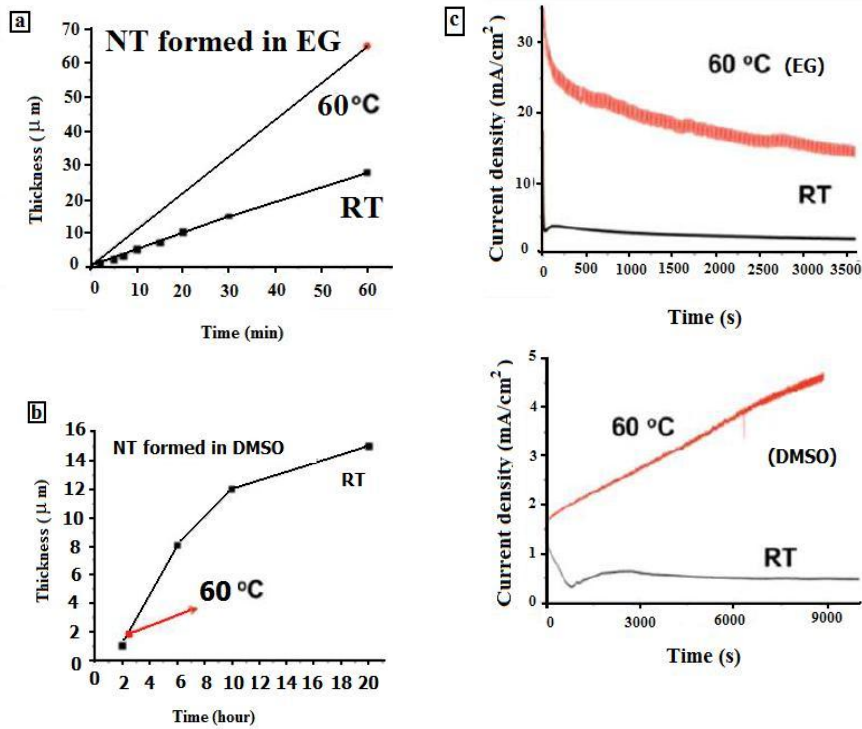 a
NT formed in EG
60°C
RT
Thickness (μm)
70
60
50
40
30
20
10
0
0 10 20 30 40 50 60
Time (min)
b
NT formed in DMSO
RT
60 °C
Thickness (μm)
16
14
12
10
8
6
4
2
0
0 2 4 6 8 10 12 14 16 18 20
Time (hour)
c
60 °C (EG)
RT
Current density (mA/cm²)
30
20
10
0
0 500 1000 1500 2000 2500 3000 3500
Time (s)
60 °C
(DMSO)
RT
Current density (mA/cm²)
5
4
3
2
1
0
0 3000 6000 9000
Time (s)